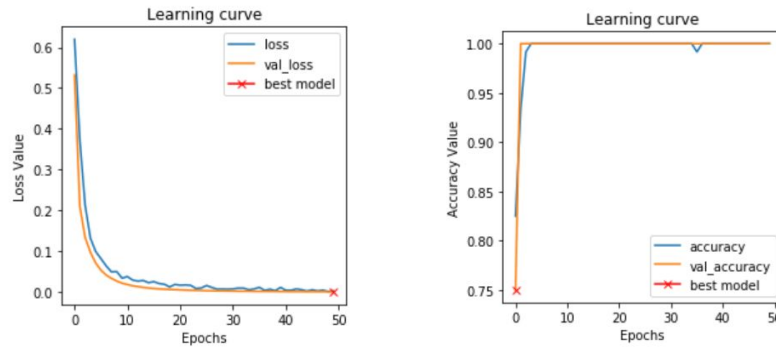 Learning curve
loss
val_loss
best model
0.6
0.5
0.4
0.3
0.2
0.1
0.0
Loss Value
0 10 20 30 40 50
Epochs
Learning curve
1.00
0.95
0.90
0.85
0.80
0.75
Accuracy Value
accuracy
val_accuracy
best model
0 10 20 30 40 50
Epochs